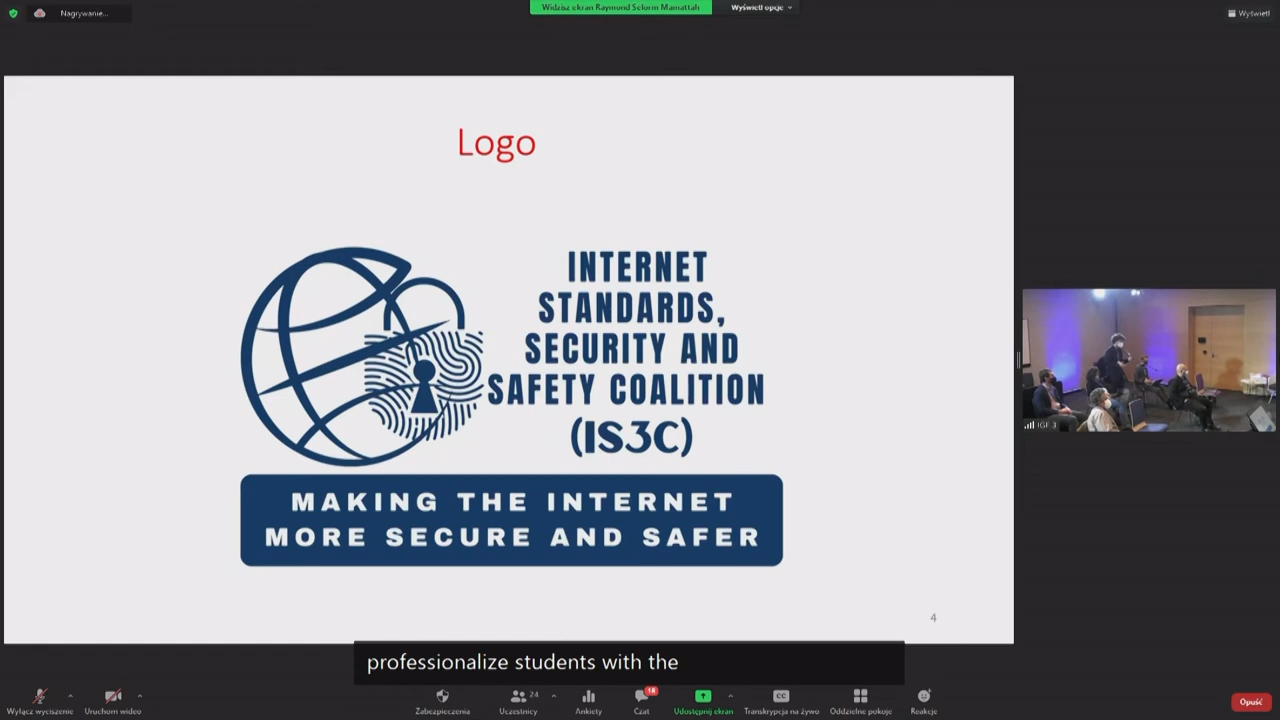 Nagrywanie...
Widzisz ekran Raymond Selorm Mamattah
Wyświetl opcje
Wyświetl
Logo
INTERNET
STANDARDS,
SECURITY AND
SAFETY COALITION
(IS3C)
MAKING THE INTERNET
MORE SECURE AND SAFER
4
IGF 3
professionalize students with the
Wyłącz wyciszenie
Uruchom wideo
Zabezpieczenia
Uczestnicy
24
Ankiety
Czat
18
Udostępnij ekran
CC
Transkrypcja na żywo
Oddzielne pokoje
Reakcje
Opuść